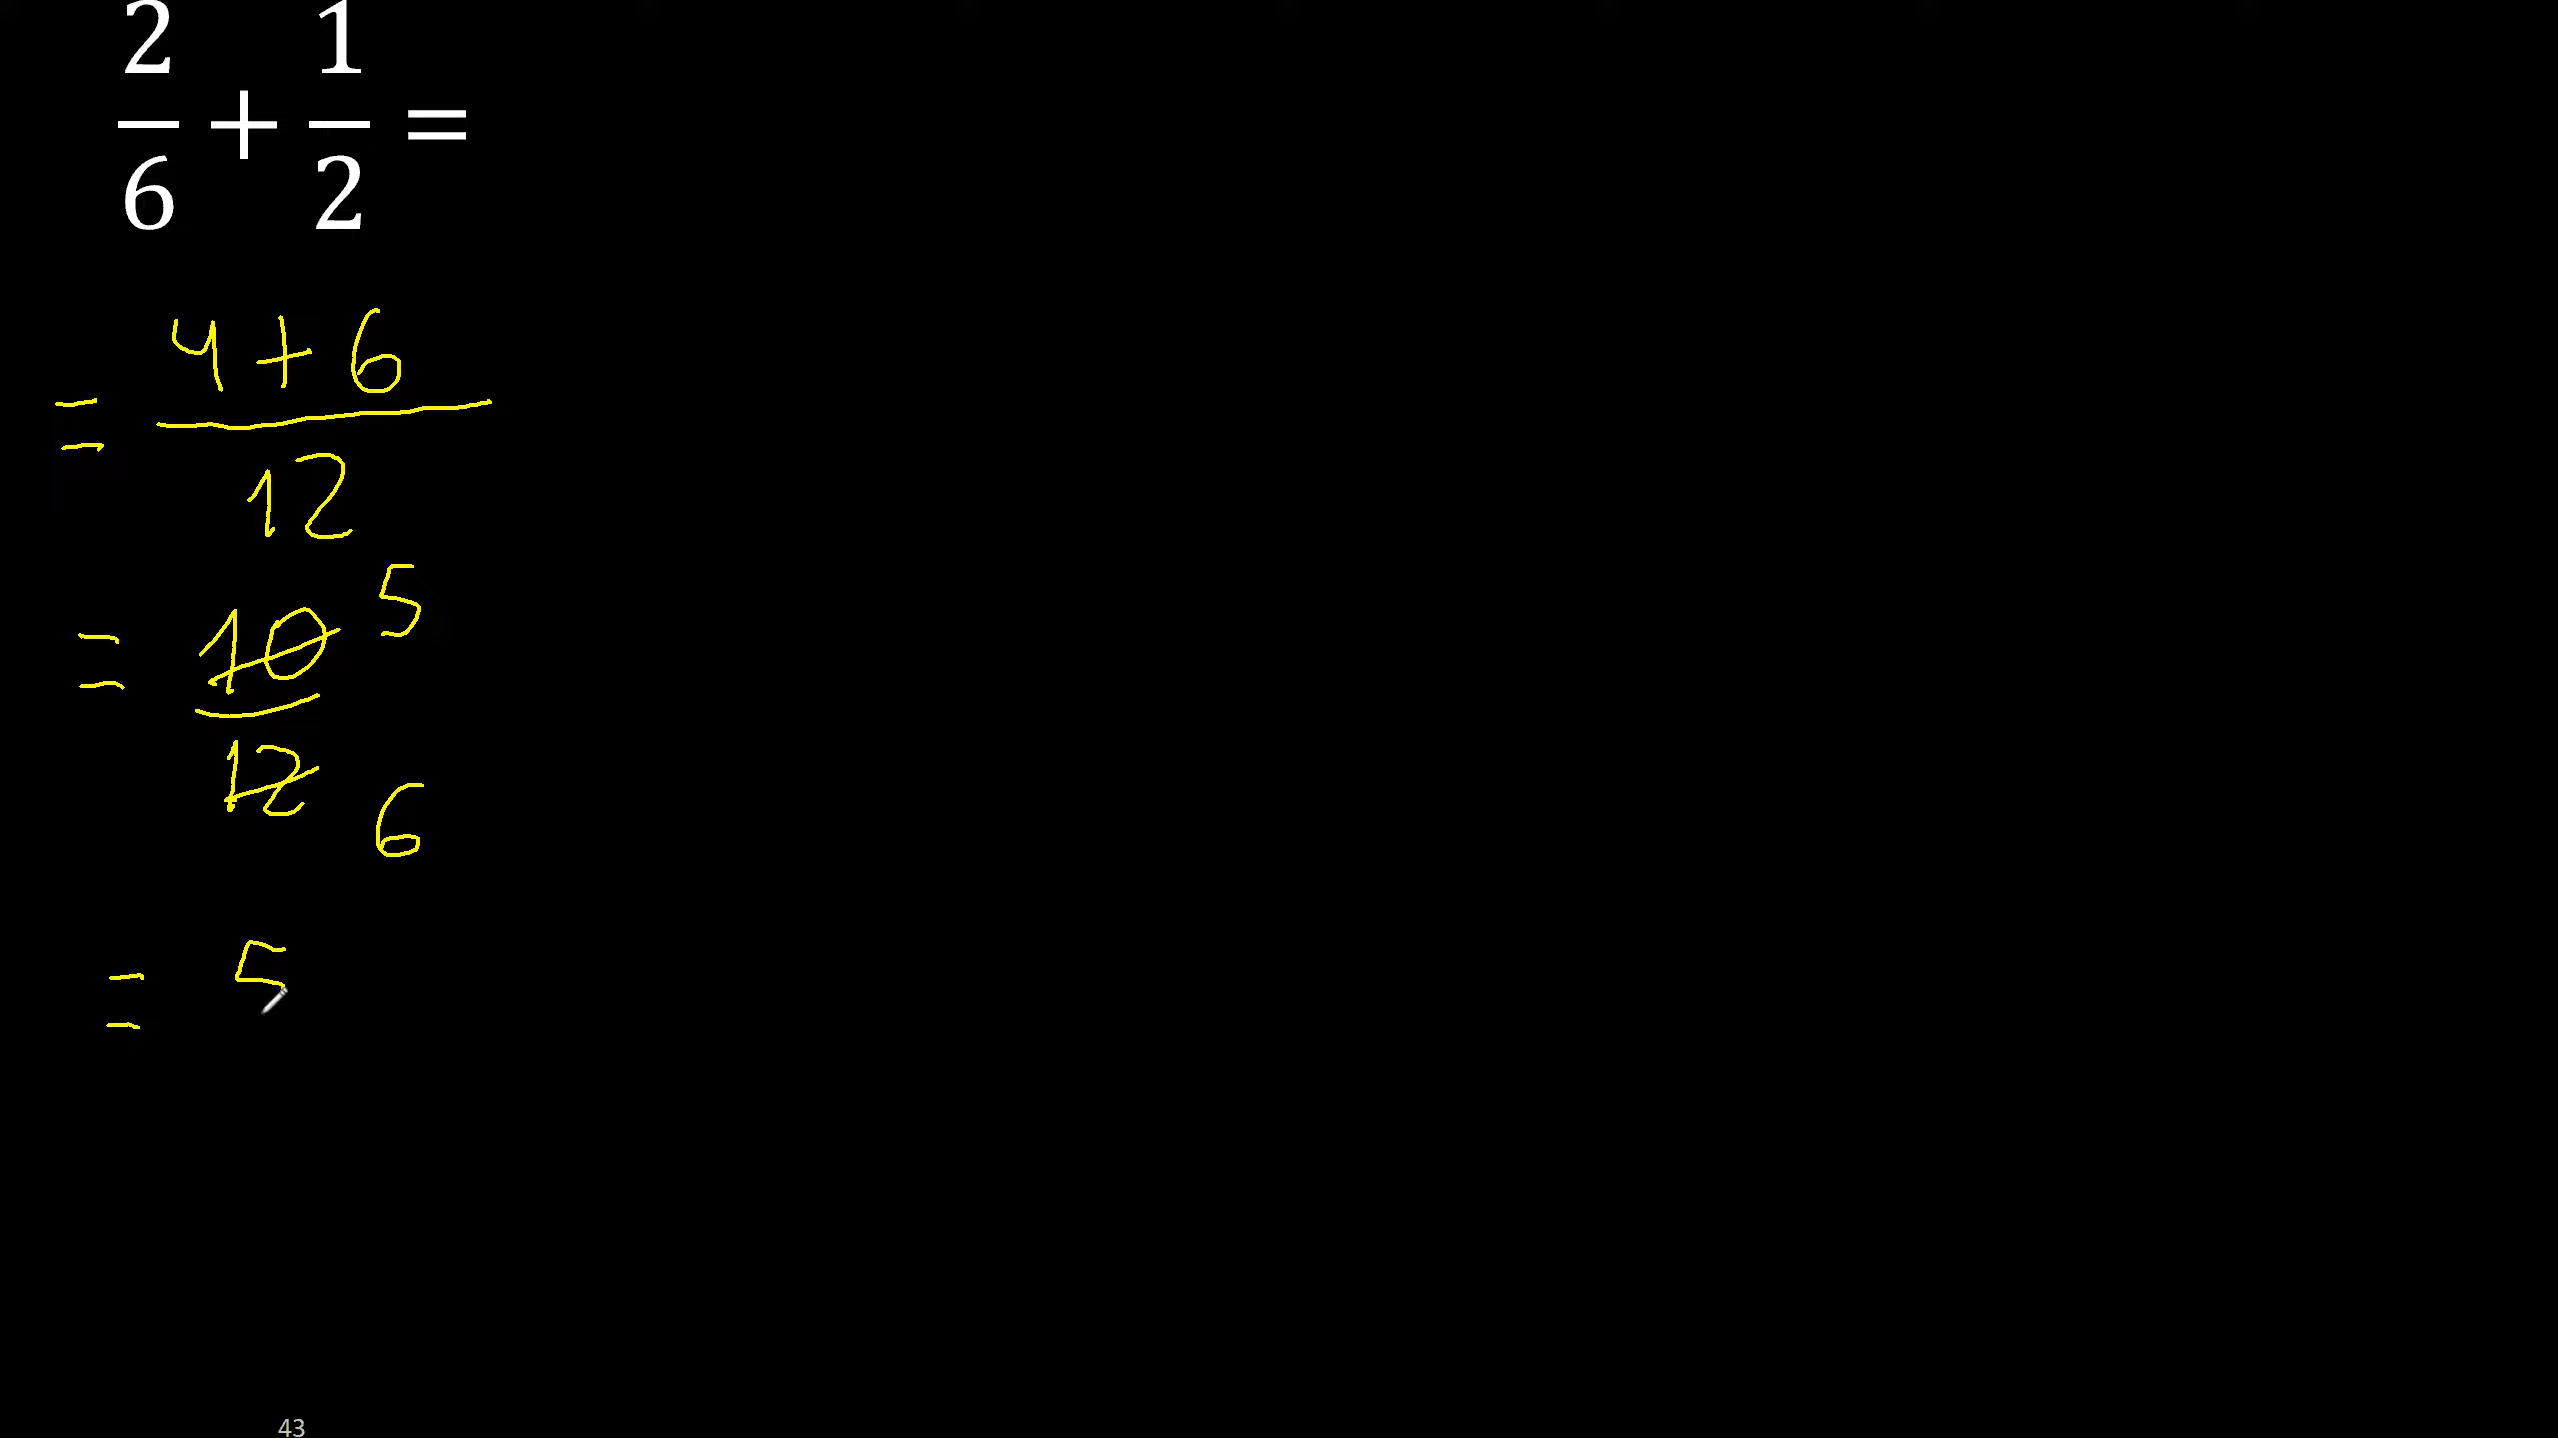 2/6 + 1/2 =
= 4 + 6 / 12
= 10/12 5/6
= 5
43